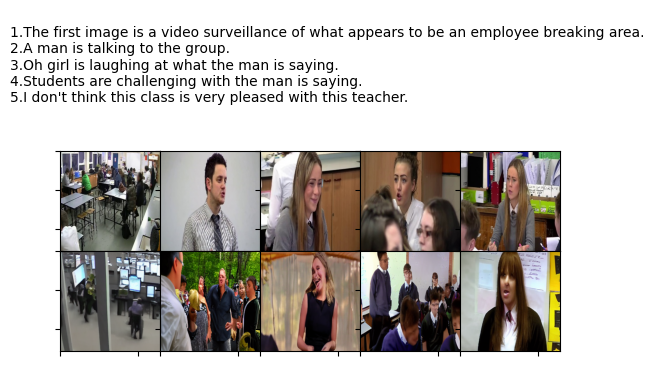 1.The first image is a video surveillance of what appears to be an employee breaking area.
2.A man is talking to the group.
3.Oh girl is laughing at what the man is saying.
4.Students are challenging with the man is saying.
5.I don't think this class is very pleased with this teacher.